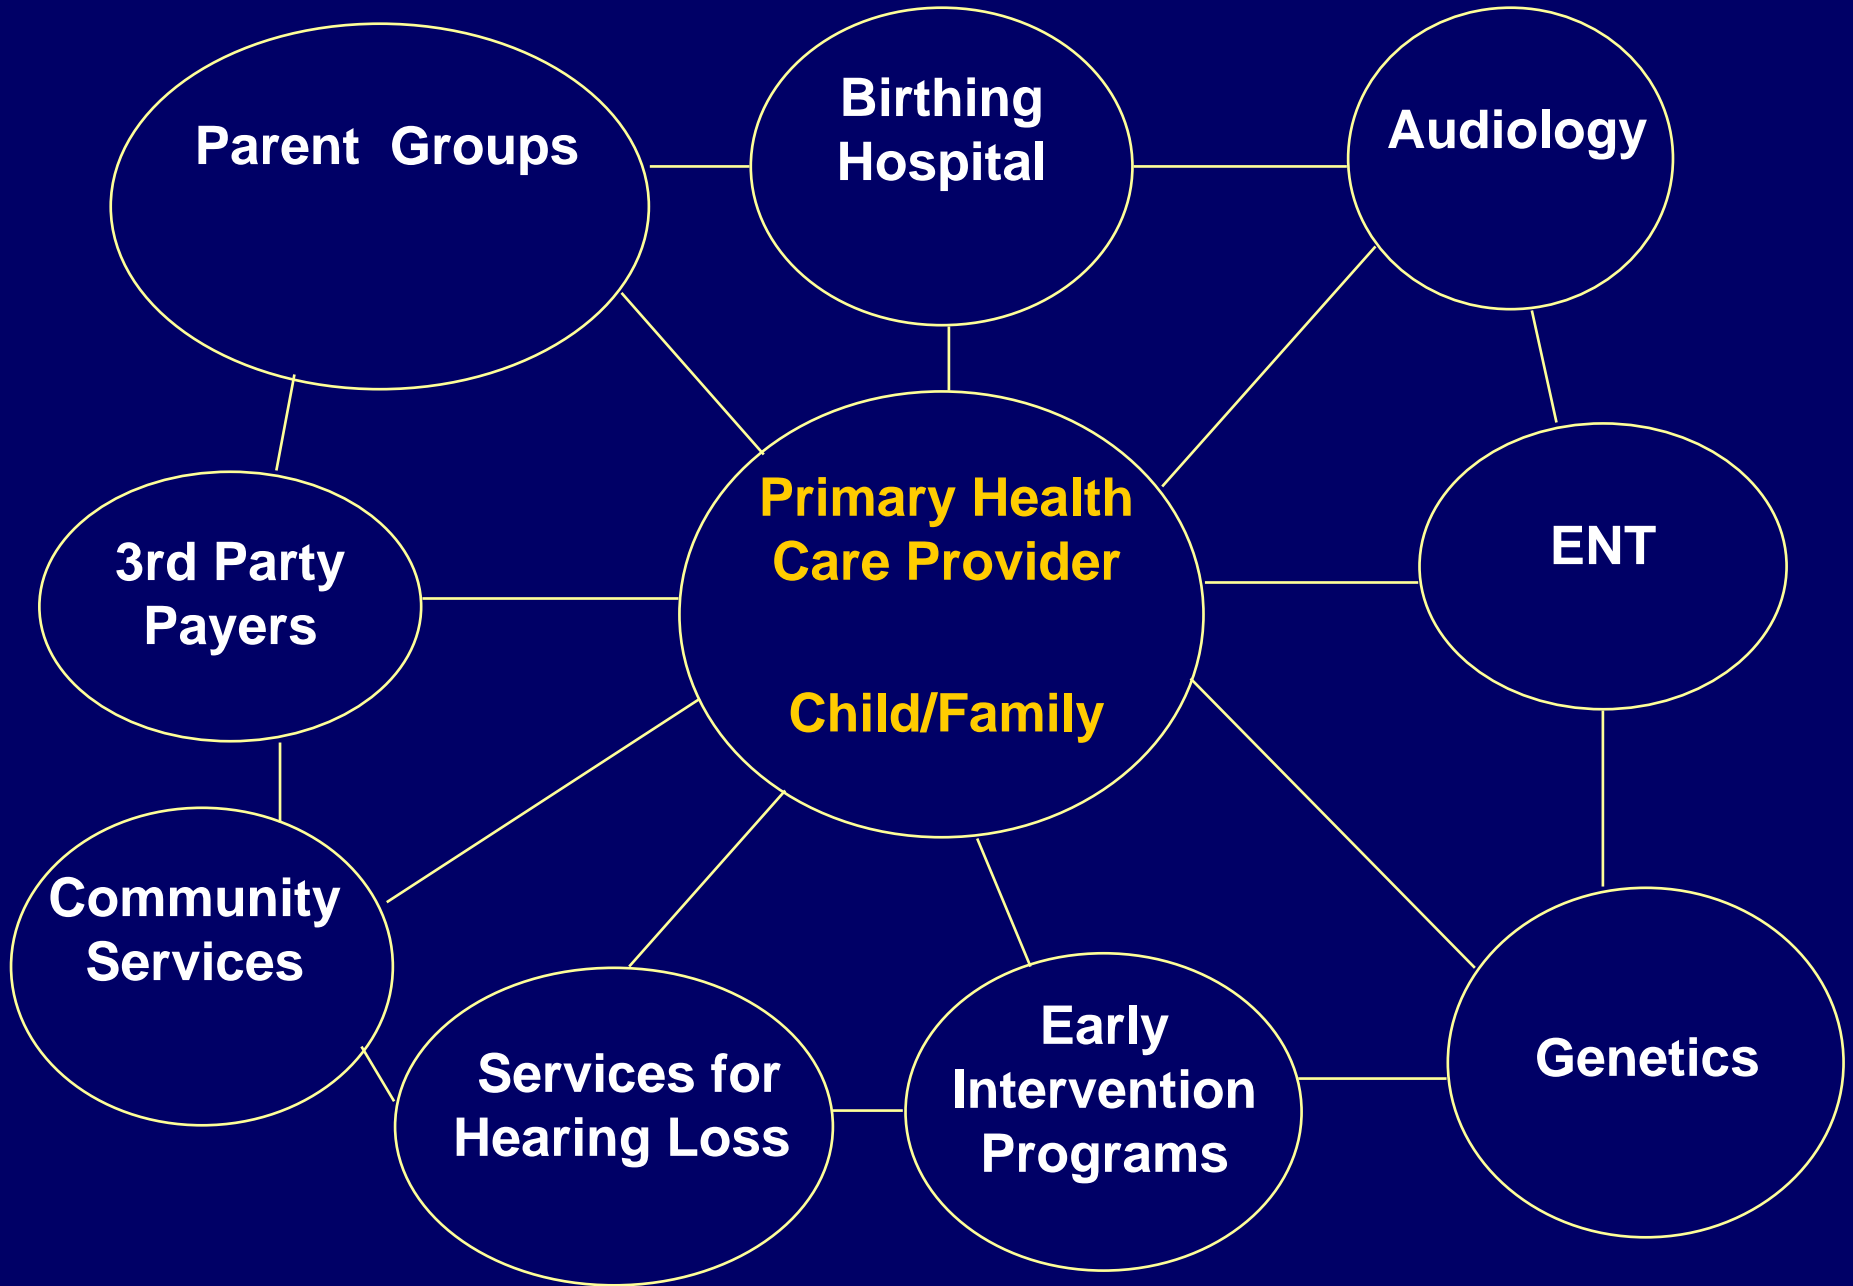 Parent Groups
Birthing
Hospital
Audiology
3rd Party
Payers
Primary Health
Care Provider
Child/Family
ENT
Community
Services
Services for
Hearing Loss
Early
Intervention
Programs
Genetics